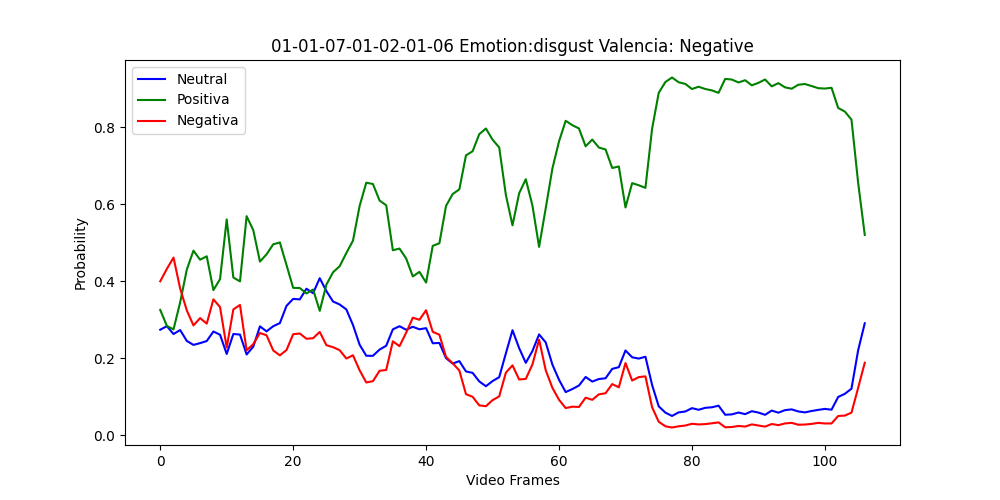 01-01-07-01-02-01-06 Emotion:disgust Valencia: Negative
Neutral
Positiva
Negativa
Probability
0.8
0.6
0.4
0.2
0.0
0 20 40 60 80 100
Video Frames